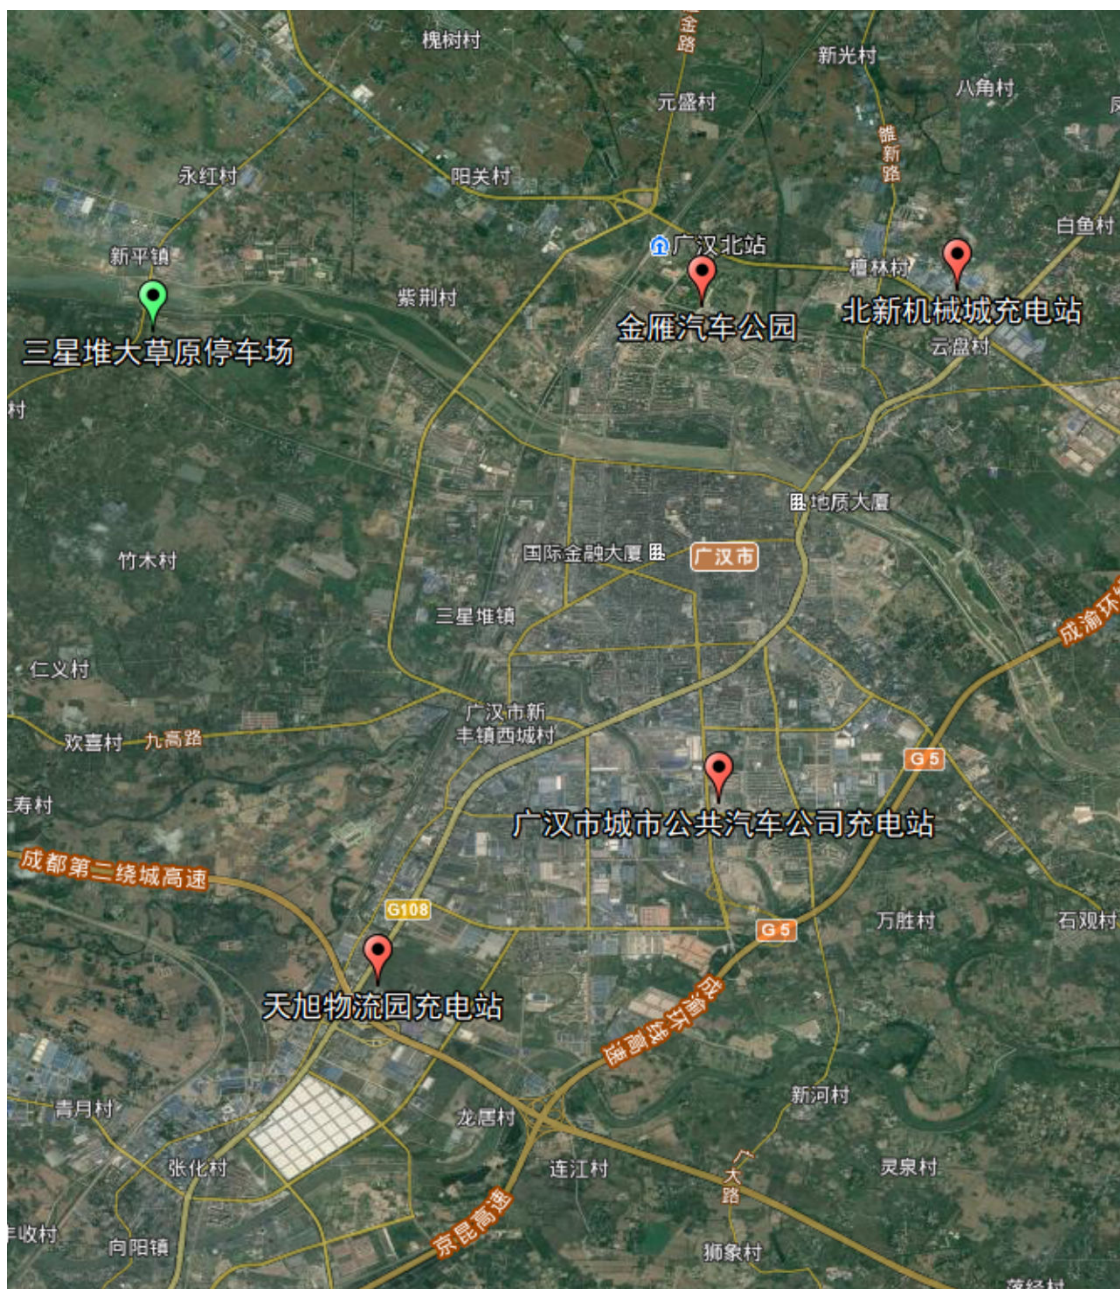 槐树村
金路
新光村
元盛村
八角村
雒新路
永红村
阳关村
白鱼村
新平镇
广汉北站
檀林村
紫荆村
金雁汽车公园
北新机械城充电站
三星堆大草原停车场
云盘村
村
地质大厦
国际金融大厦
广汉市
竹木村
三星堆镇
成渝环
仁义村
广汉市新
丰镇西城村
欢喜村
九高路
G 5
寿村
广汉市城市公共汽车公司充电站
成都第二绕城高速
G108
万胜村
石观村
G 5
天旭物流园充电站
成渝环线高速
新河村
青月村
龙居村
张化村
连江村
广大路
灵泉村
京昆高速
丰收村
向阳镇
狮象村